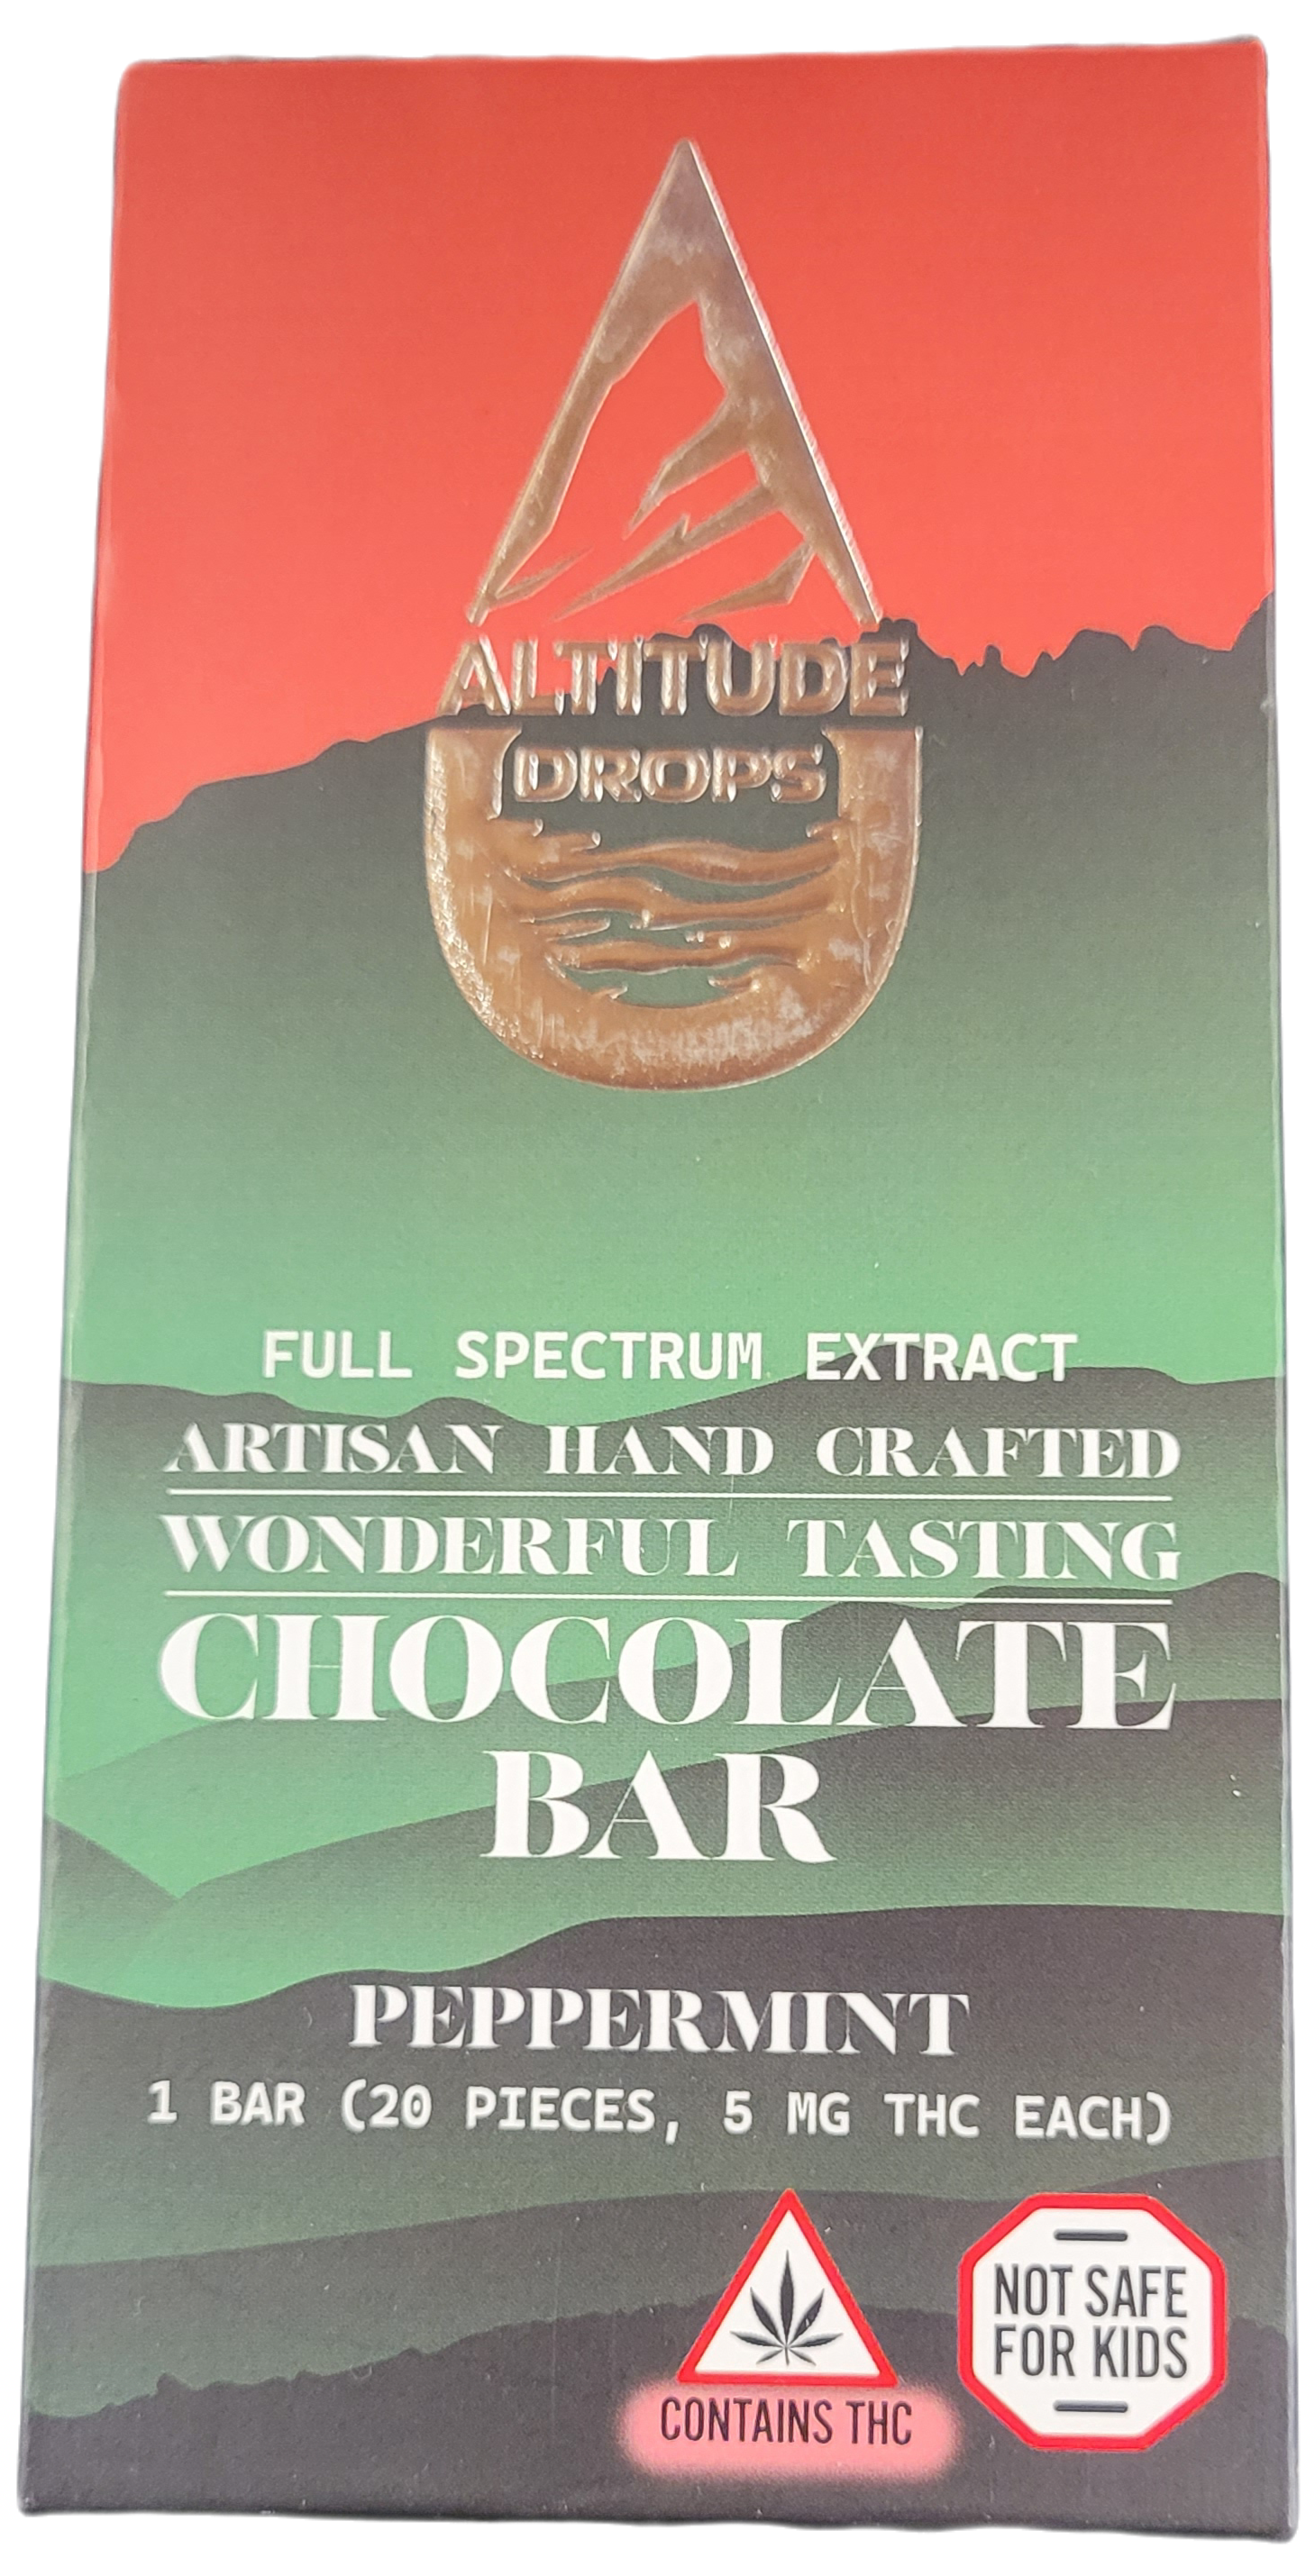 ALTITUDE
DROPS
FULL SPECTRUM EXTRACT
ARTISAN HAND CRAFTED
WONDERFUL TASTING
CHOCOLATE
BAR
PEPPERMINT
1 BAR (20 PIECES, 5 MG THC EACH)
CONTAINS THC
NOT SAFE
FOR KIDS